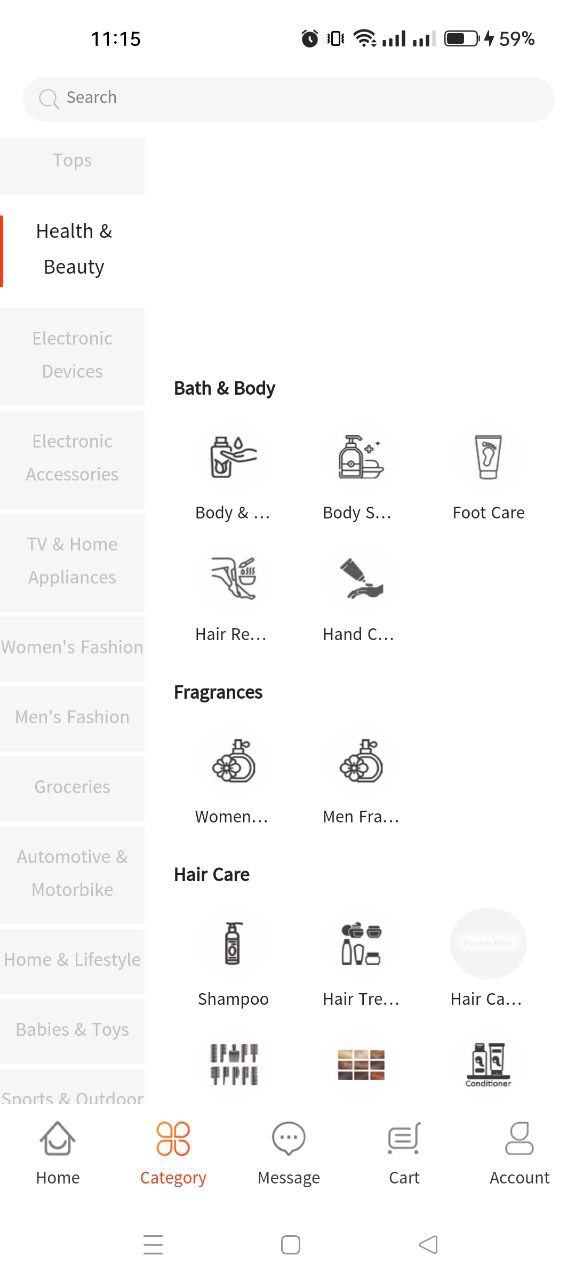 11:15
59%
Search
Tops
Health &
Beauty
Electronic
Devices
Electronic
Accessories
TV & Home
Appliances
Women's Fashion
Men's Fashion
Groceries
Automotive &
Motorbike
Home & Lifestyle
Babies & Toys
Sports & Outdoor
Bath & Body
Body & ...
Body S...
Foot Care
Hair Re...
Hand C...
Fragrances
Women...
Men Fra...
Hair Care
Shampoo
Hair Tre...
Hair Ca...
Conditioner
Home
Category
Message
Cart
Account